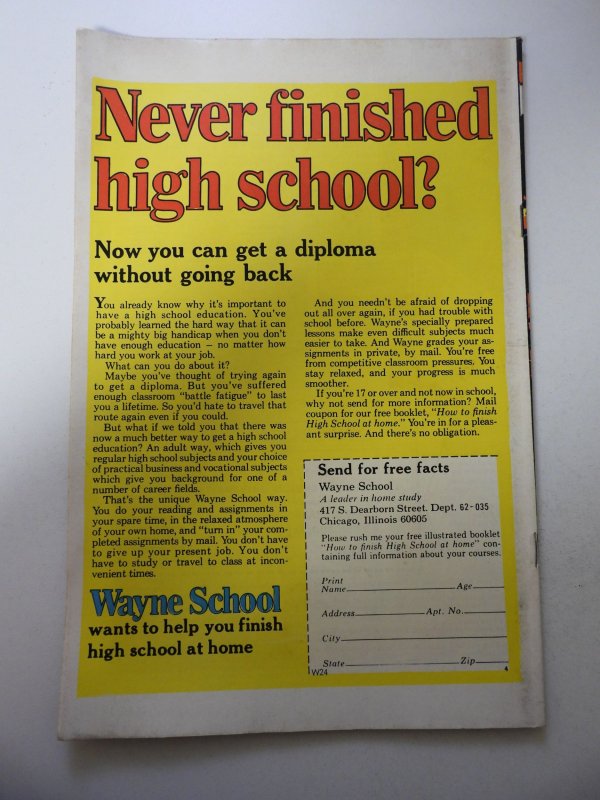 Never finished
high school?
Now you can get a diploma
without going back
You already know why it's important to
have a high school education. You've
probably learned the hard way that it can
be a mighty big handicap when you don't
have enough education — no matter how
hard you work at your job.
What can you do about it?
Maybe you've thought of trying again
to get a diploma. But you've suffered
enough classroom "battle fatigue" to last
you a lifetime. So you'd hate to travel that
route again even if you could.
But what if we told you that there was
now a much better way to get a high school
education? An adult way, which gives you
regular high school subjects and your choice
of practical business and vocational subjects
which give you background for one of a
number of career fields.
That's the unique Wayne School way.
You do your reading and assignments in
your spare time, in the relaxed atmosphere
of your own home, and "turn in" your com-
pleted assignments by mail. You don't have
to give up your present job. You don't
have to study or travel to class at incon-
venient times.
Wayne School
wants to help you finish
high school at home
And you needn't be afraid of dropping
out all over again, if you had trouble with
school before. Wayne's specially prepared
lessons make even difficult subjects much
easier to take. And Wayne grades your as-
signments in private, by mail. You're free
from competitive classroom pressures. You
stay relaxed, and your progress is much
smoother.
If you're 17 or over and not now in school,
why not send for more information? Mail
coupon for our free booklet, "How to finish
High School at home." You're in for a pleas-
ant surprise. And there's no obligation.
Send for free facts
Wayne School
A leader in home study
417 S. Dearborn Street. Dept. 62-035
Chicago, Illinois 60605
Please rush me your free illustrated booklet
"How to finish High School at home" con-
taining full information about your courses.
Print
Name Age
Address Apt. No.
City
State Zip
W24 4